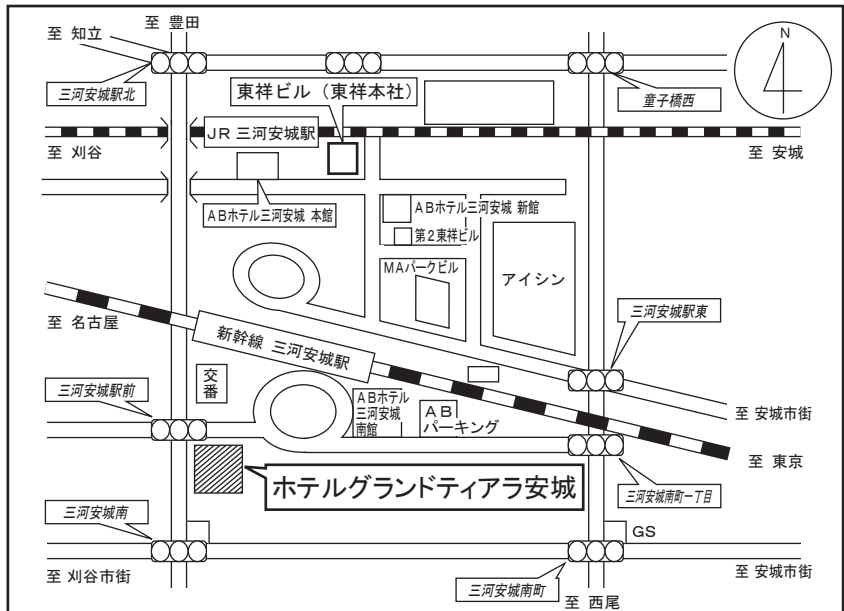 至 豊田
至 知立
N
三河安城駅北
東祥ビル（東祥本社）
童子橋西
JR 三河安城駅
至 刈谷
至 安城
ABホテル三河安城 本館
ABホテル三河安城 新館
第2東祥ビル
MAパークビル
アイシン
至 名古屋
新幹線 三河安城駅
三河安城駅東
交番
三河安城駅前
ABホテル
三河安城
南館
AB
パーキング
至 安城市街
至 東京
ホテルグランドティアラ安城
三河安城南町一丁目
三河安城南
GS
至 刈谷市街
三河安城南町
至 安城市街
至 西尾